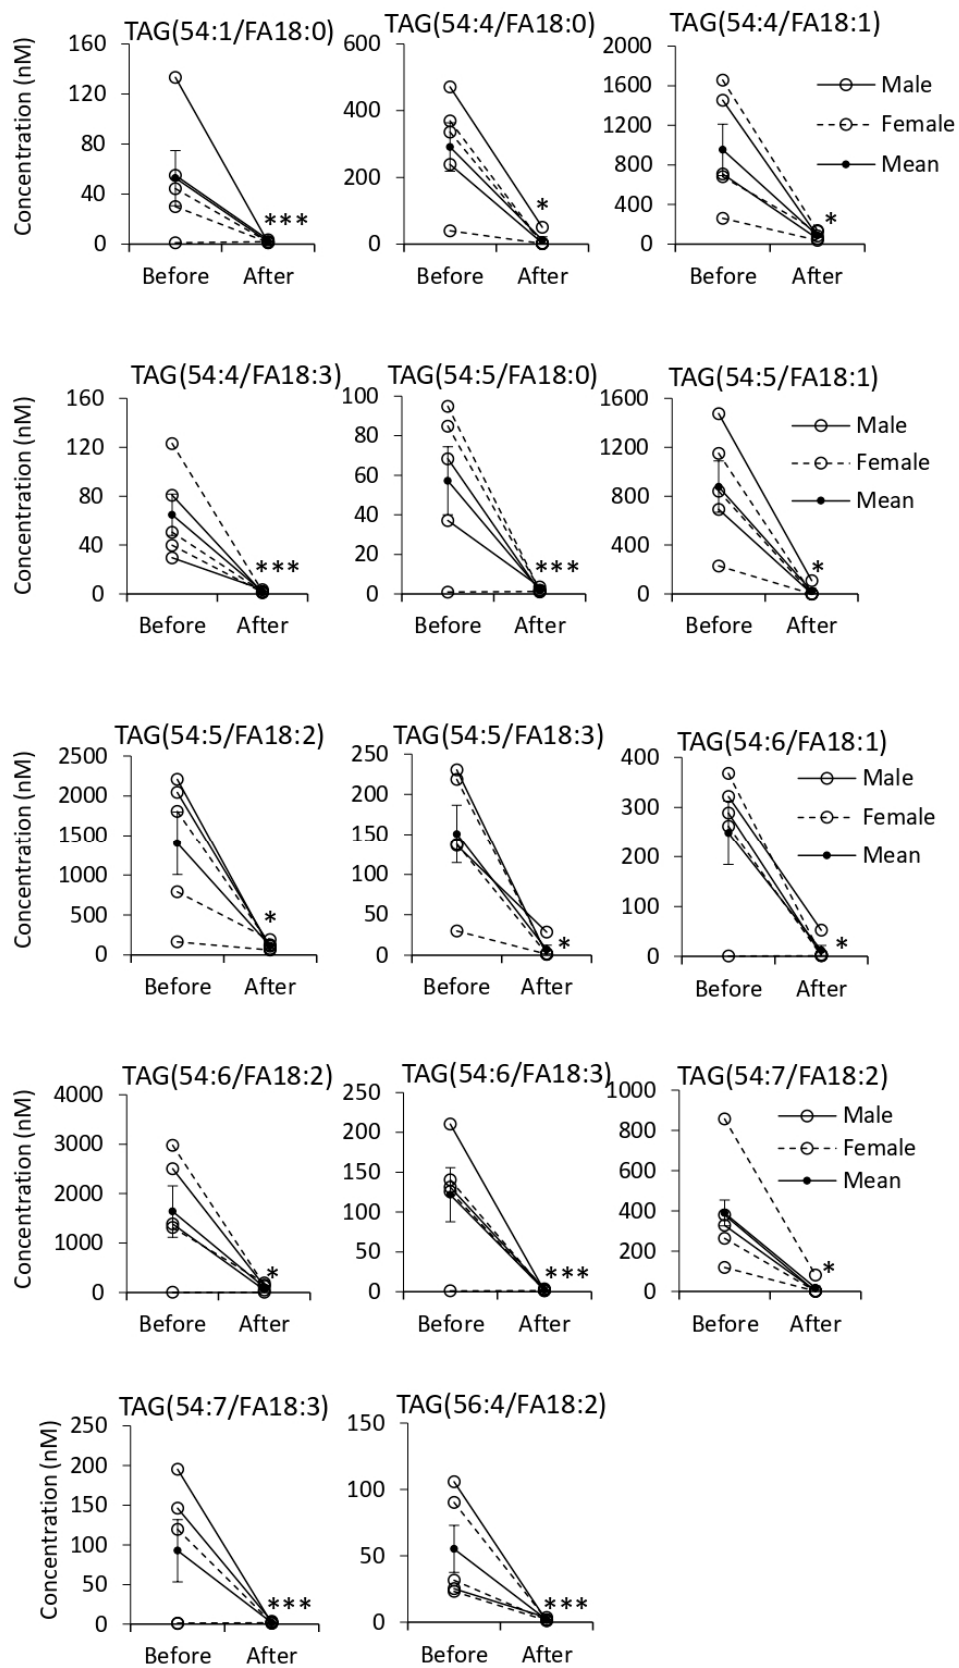 TAG(54:1/FA18:0) TAG(54:4/FA18:0) TAG(54:4/FA18:1)
Concentration (nM)
160
120
80
40
0
Before After
***
600
400
200
0
Before After
*
2000
1600
1200
800
400
0
Before After
*
Male
Female
Mean
TAG(54:4/FA18:3) TAG(54:5/FA18:0) TAG(54:5/FA18:1)
Concentration (nM)
160
120
80
40
0
Before After
***
100
80
60
40
20
0
Before After
***
1600
1200
800
400
0
Before After
*
Male
Female
Mean
TAG(54:5/FA18:2) TAG(54:5/FA18:3) TAG(54:6/FA18:1)
Concentration (nM)
2500
2000
1500
1000
500
0
Before After
*
250
200
150
100
50
0
Before After
*
400
300
200
100
0
Before After
*
Male
Female
Mean
TAG(54:6/FA18:2) TAG(54:6/FA18:3) TAG(54:7/FA18:2)
Concentration (nM)
4000
3000
2000
1000
0
Before After
*
250
200
150
100
50
0
Before After
***
1000
800
600
400
200
0
Before After
*
Male
Female
Mean
TAG(54:7/FA18:3) TAG(56:4/FA18:2)
Concentration (nM)
250
200
150
100
50
0
Before After
***
150
100
50
0
Before After
***